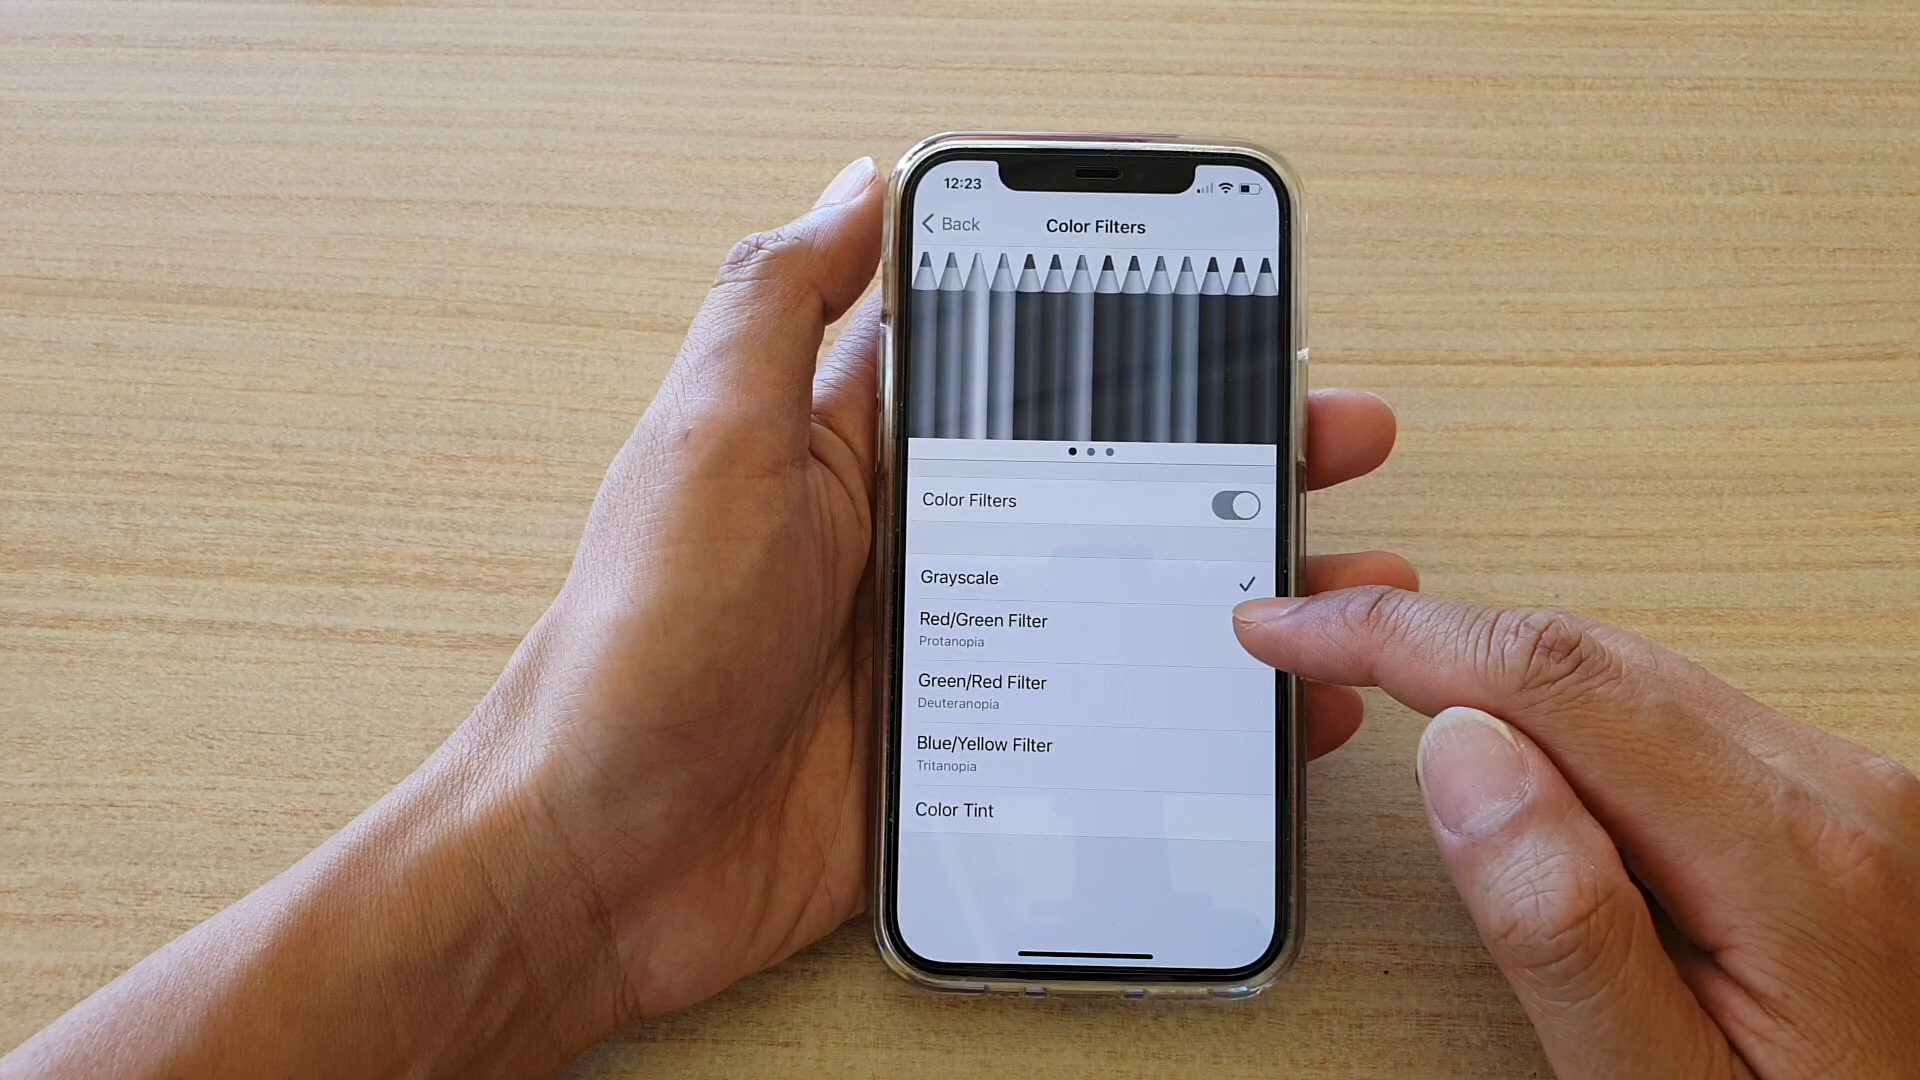 12:23
Back
Color Filters
Color Filters
Grayscale
Red/Green Filter
Protanopia
Green/Red Filter
Deuteranopia
Blue/Yellow Filter
Tritanopia
Color Tint